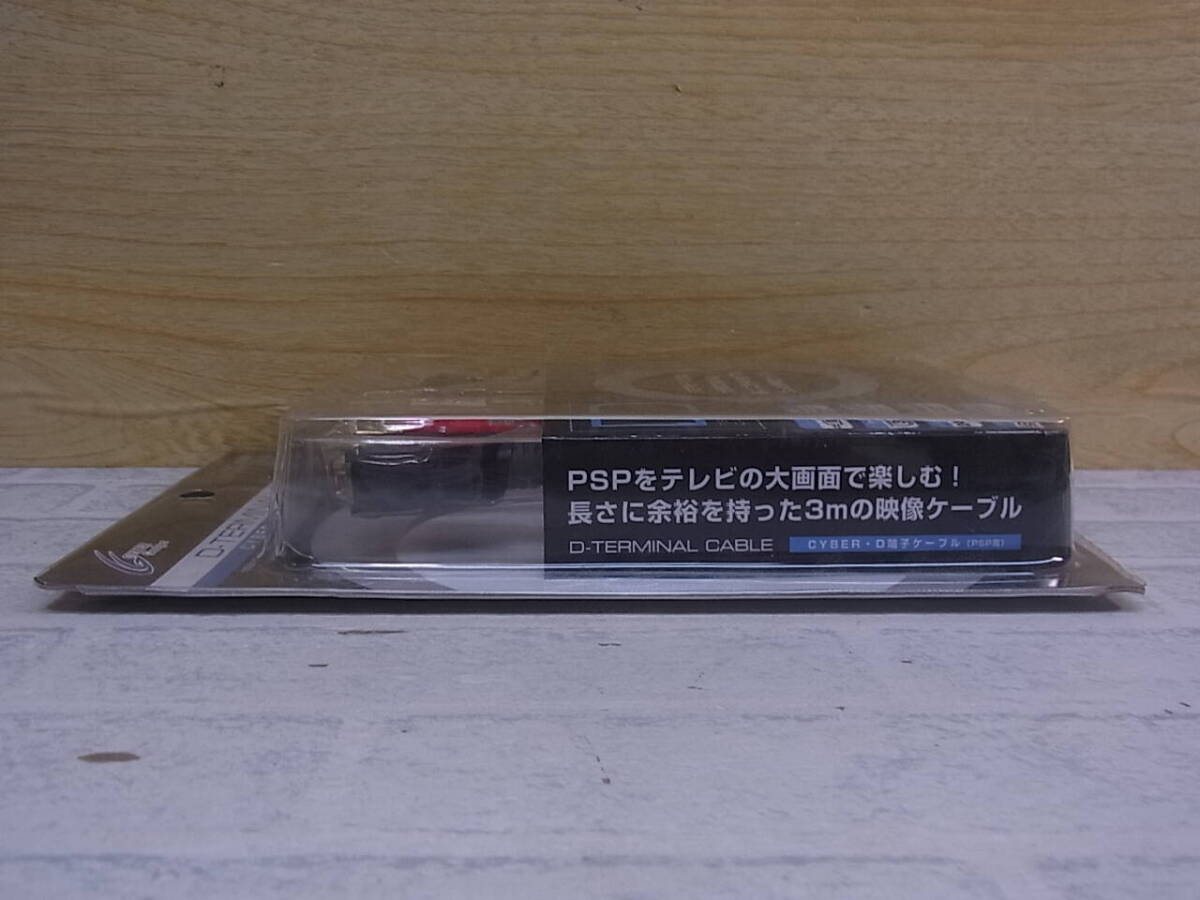 PSPをテレビの大画面で楽しむ!
長さに余裕を持った3mの映像ケーブル
D-TERMINAL CABLE
CYBER・D端子ケーブル(PSP用)
D-TER
CYBER